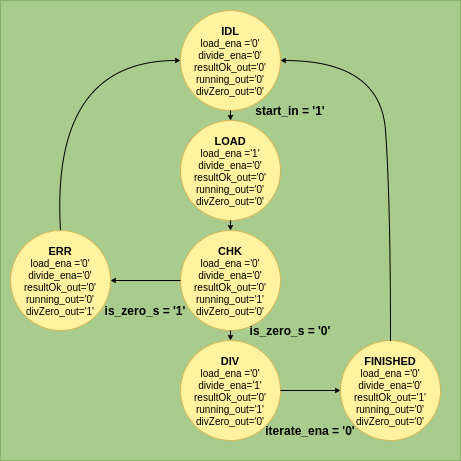 IDL
load_ena ='0'
divide_ena='0'
resultOk_out='0'
running_out='0'
divZero_out='0'
start_in = '1'
LOAD
load_ena ='1'
divide_ena='0'
resultOk_out='0'
running_out='0'
divZero_out='0'
ERR
load_ena ='0'
divide_ena='0'
resultOk_out='0'
running_out='0'
divZero_out='1'
CHK
load_ena ='0'
divide_ena='0'
resultOk_out='0'
running_out='1'
divZero_out='0'
is_zero_s = '1'
is_zero_s = '0'
DIV
load_ena ='0'
divide_ena='1'
resultOk_out='0'
running_out='1'
divZero_out='0'
iterate_ena = '0'
FINISHED
load_ena ='0'
divide_ena='0'
resultOk_out='1'
running_out='0'
divZero_out='0'